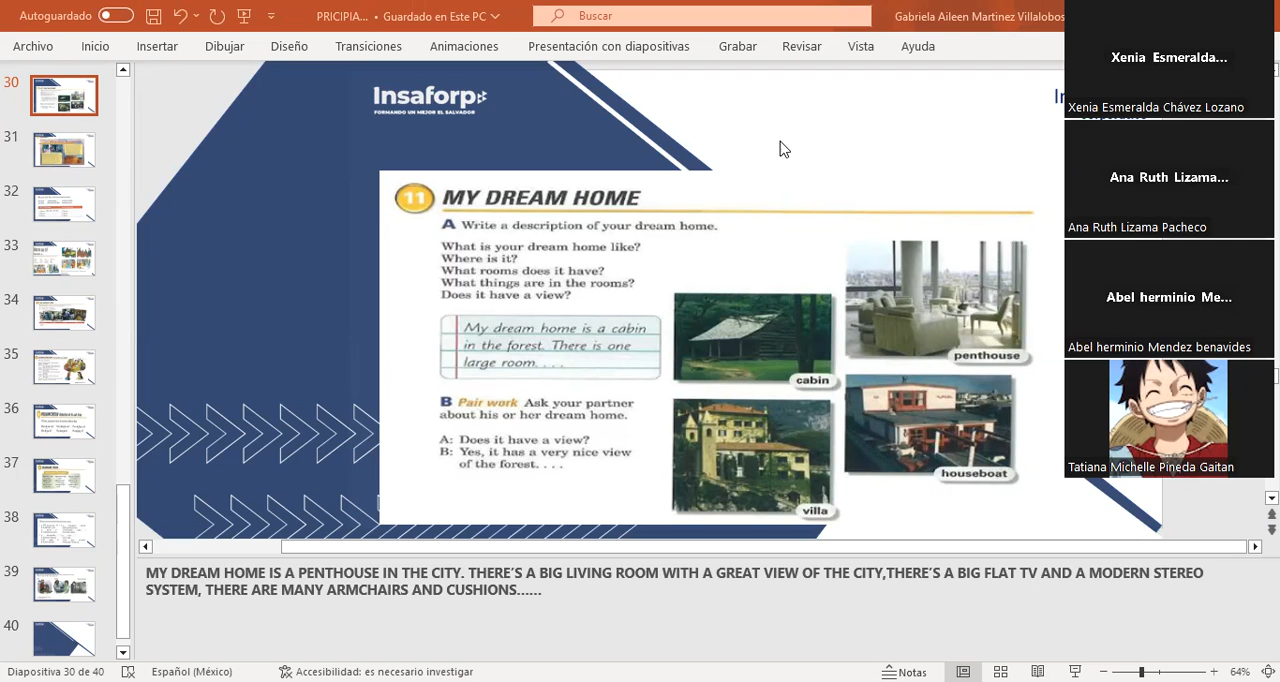 Autoguardado
PRICIPIA... • Guardado en Este PC
Buscar
Gabriela Aileen Martinez Villalobos
Archivo Inicio Insertar Dibujar Diseño Transiciones Animaciones Presentación con diapositivas Grabar Revisar Vista Ayuda
30
31
32
33
34
35
36
37
38
39
40
Insaforp
FORMANDO UN MEJOR EL SALVADOR
11 MY DREAM HOME
A Write a description of your dream home.
What is your dream home like?
Where is it?
What rooms does it have?
What things are in the rooms?
Does it have a view?
My dream home is a cabin
in the forest. There is one
large room. . . .
B Pair work Ask your partner
about his or her dream home.
A: Does it have a view?
B: Yes, it has a very nice view
of the forest. . . .
cabin
penthouse
villa
houseboat
Xenia Esmeralda...
Xenia Esmeralda Chávez Lozano
Ana Ruth Lizama...
Ana Ruth Lizama Pacheco
Abel herminio Me...
Abel herminio Mendez benavides
Tatiana Michelle Pineda Gaitan
MY DREAM HOME IS A PENTHOUSE IN THE CITY. THERE´S A BIG LIVING ROOM WITH A GREAT VIEW OF THE CITY,THERE´S A BIG FLAT TV AND A MODERN STEREO
SYSTEM, THERE ARE MANY ARMCHAIRS AND CUSHIONS......
Diapositiva 30 de 40 Español (México) Accesibilidad: es necesario investigar Notas 64%